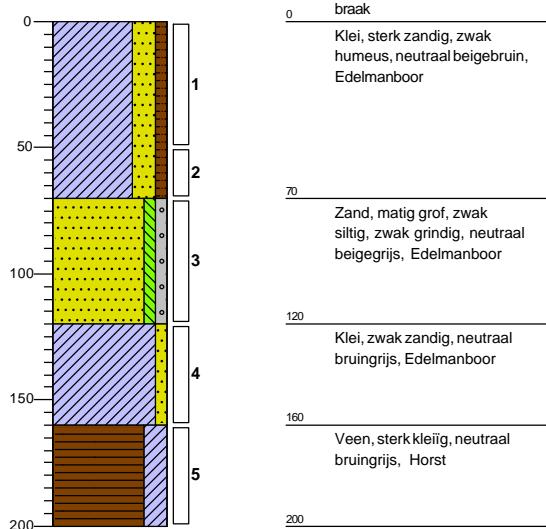 0
50
100
150
200
1
2
3
4
5
0
braak
Klei, sterk zandig, zwak
humeus, neutraal beigebruin,
Edelmanboor
70
Zand, matig grof, zwak
siltig, zwak grindig, neutraal
beigegrijs, Edelmanboor
120
Klei, zwak zandig, neutraal
bruingrijs, Edelmanboor
160
Veen, sterk kleiïg, neutraal
bruingrijs, Horst
200